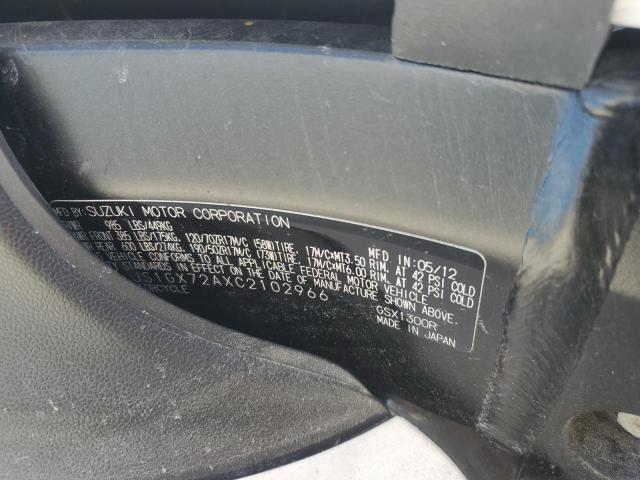 MFD BY: SUZUKI MOTOR CORPORATION MFD IN: 05/12
985 LBS/449KG
FRONT 385 LBS/175KG, 120/70ZR17M/C (58W)TIRE 17M/CxMT3.50 RIM, AT 42 PSI COLD
REAR 600 LBS/274KG, 190/50ZR17M/C (73W)TIRE 17M/CxMT6.00 RIM, AT 42 PSI COLD
VEHICLE CONFORMS TO ALL APPLICABLE FEDERAL MOTOR VEHICLE
STANDARDS IN EFFECT ON THE DATE OF MANUFACTURE SHOWN ABOVE.
GX72AXC2102966 GSX1300R
MADE IN JAPAN